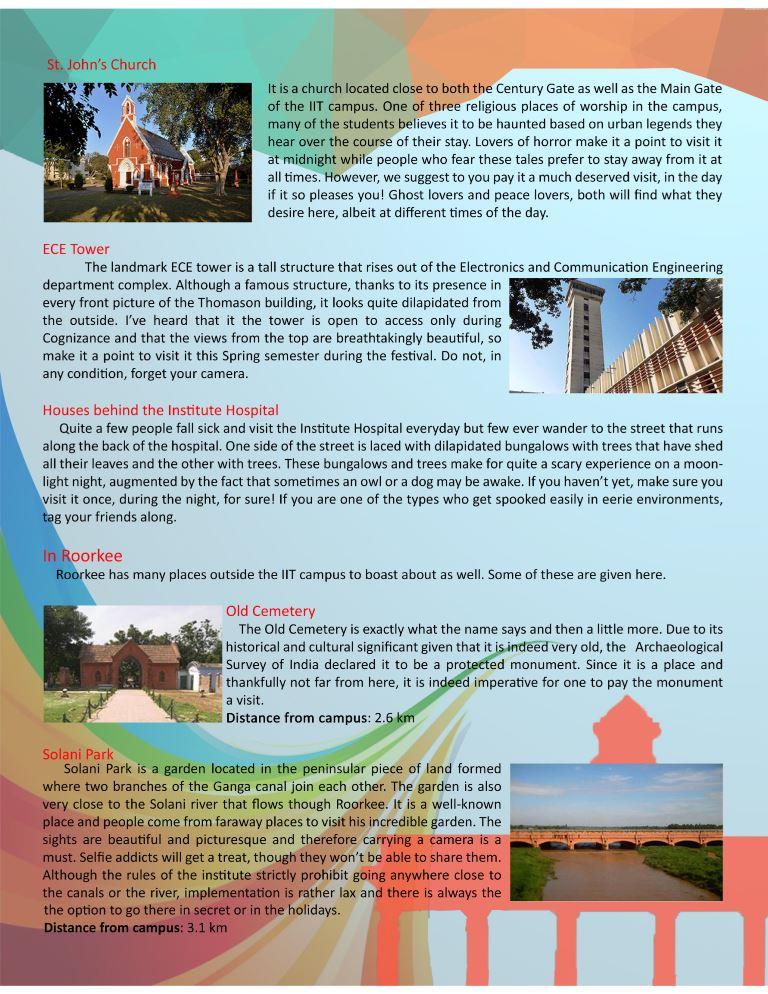 St. John's Church
It is a church located close to both the Century Gate as well as the Main Gate
of the IIT campus. One of three religious places of worship in the campus,
many of the students believes it to be haunted based on urban legends they
hear over the course of their stay. Lovers of horror make it a point to visit it
at midnight while people who fear these tales prefer to stay away from it at
all times. However, we suggest to you pay it a much deserved visit, in the day
if it so pleases you! Ghost lovers and peace lovers, both will find what they
desire here, albeit at different times of the day.
ECE Tower
The landmark ECE tower is a tall structure that rises out of the Electronics and Communication Engineering
department complex. Although a famous structure, thanks to its presence in
every front picture of the Thomason building, it looks quite dilapidated from
the outside. I've heard that it the tower is open to access only during
Cognizance and that the views from the top are breathtakingly beautiful, so
make it a point to visit it this Spring semester during the festival. Do not, in
any condition, forget your camera.
Houses behind the Institute Hospital
Quite a few people fall sick and visit the Institute Hospital everyday but few ever wander to the street that runs
along the back of the hospital. One side of the street is laced with dilapidated bungalows with trees that have shed
all their leaves and the other with trees. These bungalows and trees make for quite a scary experience on a moon-
light night, augmented by the fact that sometimes an owl or a dog may be awake. If you haven't yet, make sure you
visit it once, during the night, for sure! If you are one of the types who get spooked easily in eerie environments,
tag your friends along.
In Roorkee
Roorkee has many places outside the IIT campus to boast about as well. Some of these are given here.
Old Cemetery
The Old Cemetery is exactly what the name says and then a little more. Due to its
historical and cultural significant given that it is indeed very old, the Archaeological
Survey of India declared it to be a protected monument. Since it is a place and
thankfully not far from here, it is indeed imperative for one to pay the monument
a visit.
Distance from campus: 2.6 km
Solani Park
Solani Park is a garden located in the peninsular piece of land formed
where two branches of the Ganga canal join each other. The garden is also
very close to the Solani river that flows though Roorkee. It is a well-known
place and people come from faraway places to visit his incredible garden. The
sights are beautiful and picturesque and therefore carrying a camera is a
must. Selfie addicts will get a treat, though they won't be able to share them.
Although the rules of the institute strictly prohibit going anywhere close to
the canals or the river, implementation is rather lax and there is always the
the option to go there in secret or in the holidays.
Distance from campus: 3.1 km